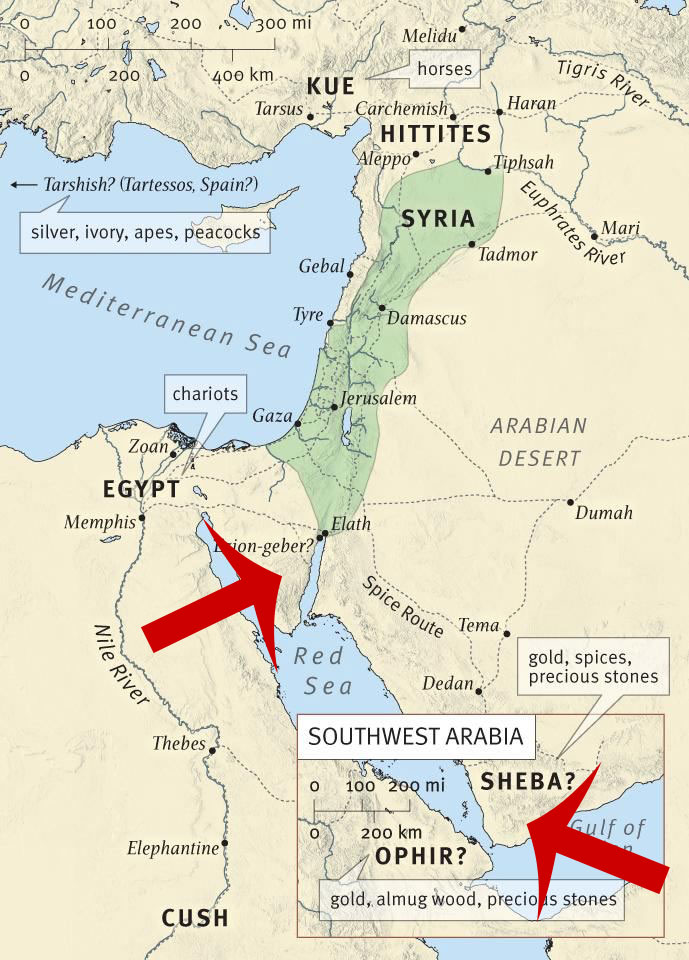 0 100 200 300 mi
0 200 400 km
Melidu
horses
KUE
Tigris River
Tarsus
Carchemish
Haran
HITTITES
Aleppo
Tiphsah
Tarshish? (Tartessos, Spain?)
silver, ivory, apes, peacocks
SYRIA
Euphrates River
Mari
Tadmor
Gebal
Mediterranean Sea
Tyre
Damascus
chariots
Jerusalem
Gaza
ARABIAN
DESERT
Zoan
EGYPT
Memphis
Elath
Dumah
Spice Route
Tema
Nile River
Red
Sea
gold, spices,
precious stones
Dedan
Thebes
SOUTHWEST ARABIA
SHEBA?
0 100 200 mi
0 200 km
Gulf of
OPHIR?
Elephantine
gold, almug wood, precious stones
CUSH